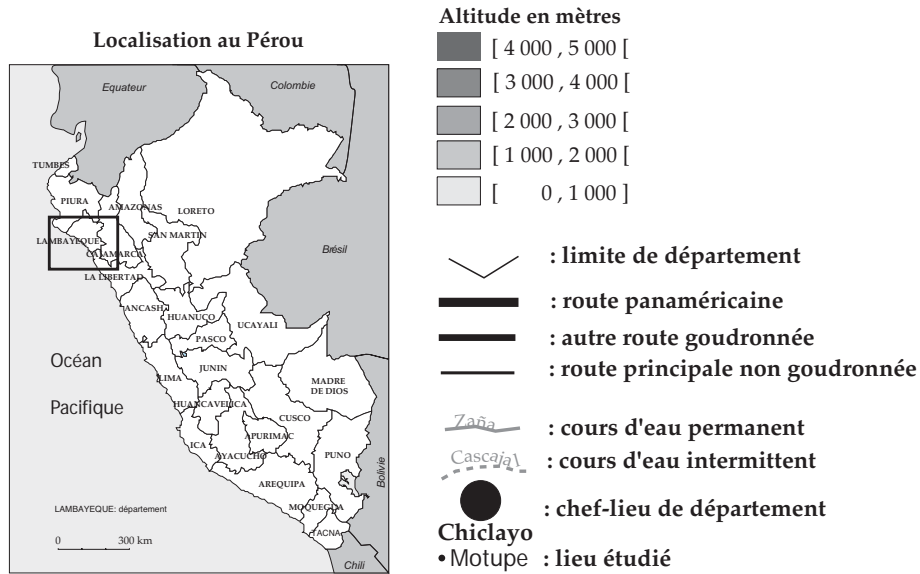 Localisation au Pérou
Equateur
Colombie
TUMBES
PIURA
AMAZONAS
LORETO
LAMBAYEQUE
SAN MARTIN
CAJAMARCA
Brésil
LA LIBERTAD
ANCASH
HUANUCO
UCAYALI
PASCO
Océan
Pacifique
LIMA
JUNIN
MADRE
DE DIOS
HUANCAVELICA
CUSCO
APURIMAC
ICA
AYACUCHO
PUNO
Bolivie
AREQUIPA
MOQUEGUA
TACNA
LAMBAYEQUE: département
0 300 km
Chili
Altitude en mètres
[ 4 000 , 5 000 [
[ 3 000 , 4 000 [
[ 2 000 , 3 000 [
[ 1 000 , 2 000 [
[ 0 , 1 000 ]
: limite de département
: route panaméricaine
: autre route goudronnée
: route principale non goudronnée
Zaña : cours d'eau permanent
Cascajal : cours d'eau intermittent
: chef-lieu de département
Chiclayo
• Motupe : lieu étudié